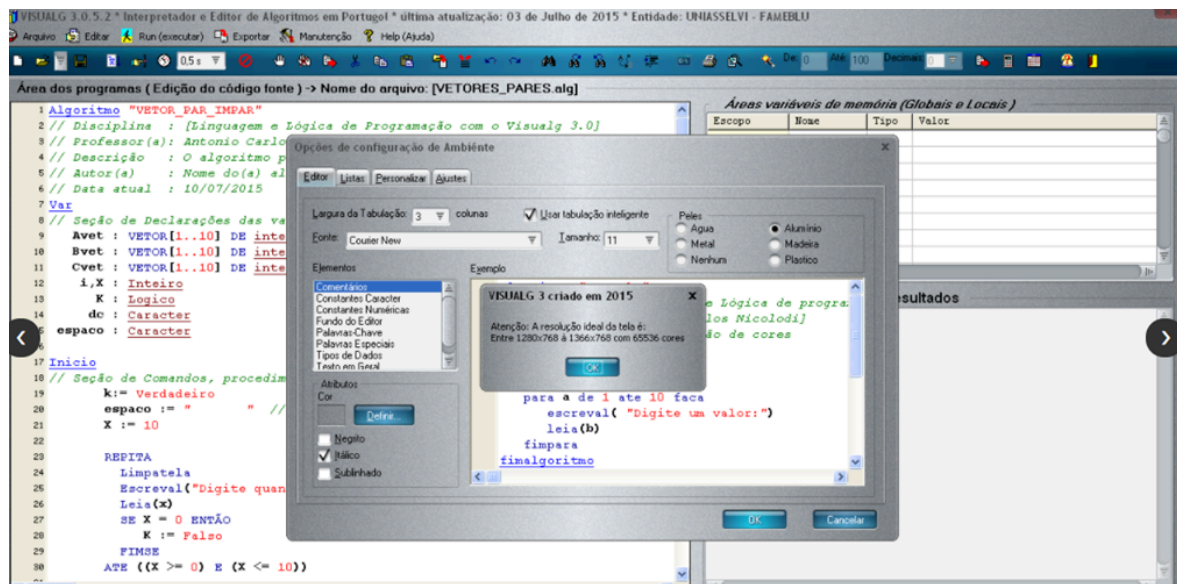 VISUALG 3.0.5.2 * Interpretador e Editor de Algoritmos em Portugol * última atualização: 03 de Julho de 2015 * Entidade: UNIASSELVI - FAMEBLU
Arquivo Editar Run (executar) Exportar Manutenção Help (Ajuda)
0,5 s De: 0 Até: 100 Decimais: 0
Área dos programas ( Edição do código fonte ) -> Nome do arquivo: [VETORES_PARES.alg]
1 Algoritmo "VETOR_PAR_IMPAR"
2 // Disciplina : [Linguagem e Lógica de Programação com o Visualg 3.0]
3 // Professor(a): Antonio Carlo
4 // Descrição : O algoritmo p
5 // Autor(a) : Nome do(a) al
6 // Data atual : 10/07/2015
7 Var
8 // Seção de Declarações das va
9 Avet : VETOR[1..10] DE inte
10 Bvet : VETOR[1..10] DE inte
11 Cvet : VETOR[1..10] DE inte
12 i,X : Inteiro
13 K : Logico
14 dc : Caracter
espaco : Caracter
17 Inicio
18 // Seção de Comandos, procedim
19 k:= Verdadeiro
20 espaco := " " //
21 X := 10
22
23 REPITA
24 Limpatela
25 Escreval("Digite quan
26 Leia(x)
27 SE X = 0 ENTÃO
28 K := Falso
29 FIMSE
30 ATE ((X >= 0) E (X <= 10))
Áreas variáveis de memória (Globais e Locais )
Escopo Nome Tipo Valor
esultados
Opções de configuração de Ambiénte
Editor Listas Personalizar Ajustes
Largura da Tabulação: 3 colunas
Usar tabulação inteligente
Fonte: Courier New
Tamanho: 11
Peles
Agua Alumínio
Metal Madeira
Nenhum Plastico
Elementos
Comentários
Constantes Caracter
Constantes Numéricas
Fundo do Editor
Palavras-Chave
Palavras Especiais
Tipos de Dados
Texto em Geral
Atributos
Cor
Definir...
Negrito
Itálico
Sublinhado
Exemplo
e Lógica de progra
los Nicolodi]
ão de cores
para a de 1 ate 10 faca
escreval( "Digite um valor:")
leia(b)
fimpara
fimalgoritmo
OK Cancelar
VISUALG 3 criado em 2015
Atenção: A resolução ideal da tela é:
Entre 1280x768 à 1366x768 com 65536 cores
OK